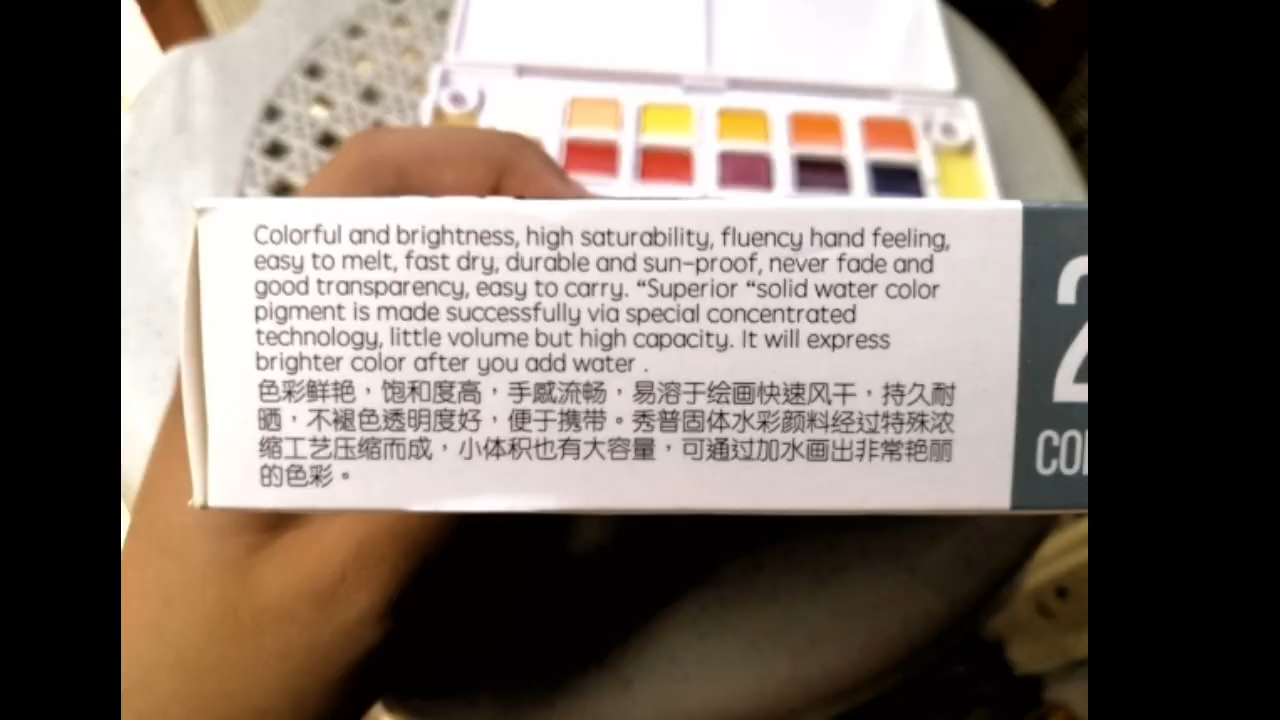 Colorful and brightness, high saturability, fluency hand feeling,
easy to melt, fast dry, durable and sun-proof, never fade and
good transparency, easy to carry. “Superior “solid water color
pigment is made successfully via special concentrated
technology, little volume but high capacity. It will express
brighter color after you add water .
色彩鲜艳，饱和度高，手感流畅，易溶于绘画快速风干，持久耐
晒，不褪色透明度好，便于携带。秀普固体水彩颜料经过特殊浓
缩工艺压缩而成，小体积也有大容量，可通过加水画出非常艳丽
的色彩。
2
CO